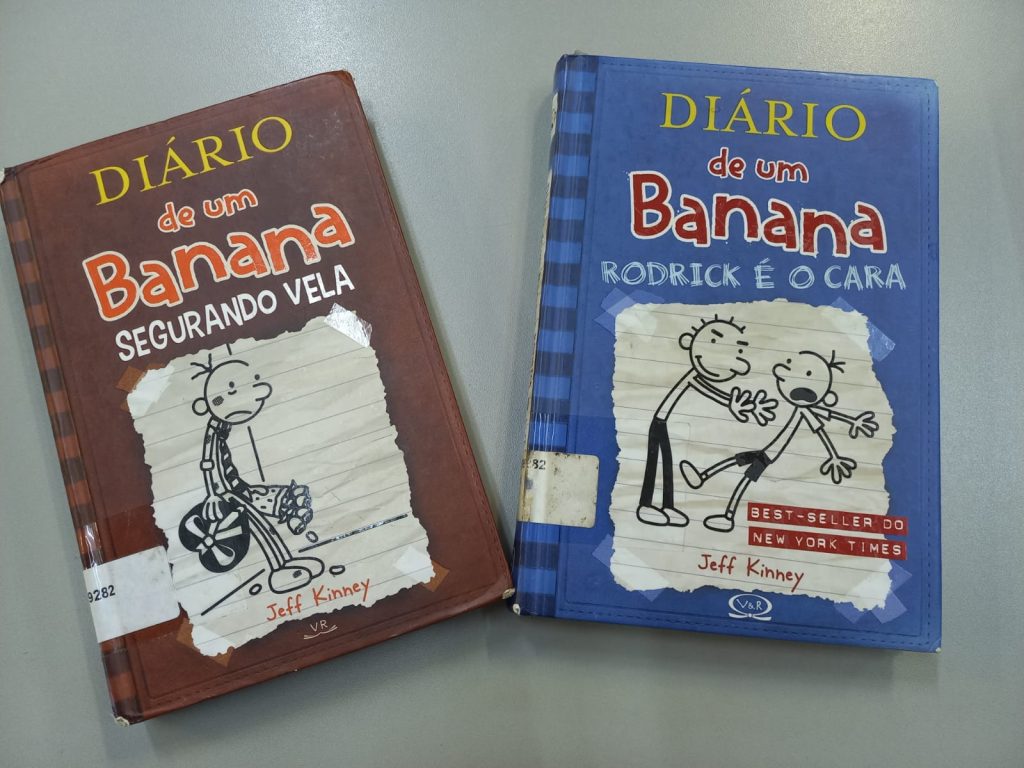 DIÁRIO
de um
Banana
SEGURANDO VELA
9282
Jeff Kinney
VR
DIÁRIO
de um
Banana
RODRICK É O CARA
282
BEST-SELLER DO
NEW YORK TIMES
Jeff Kinney
V&R